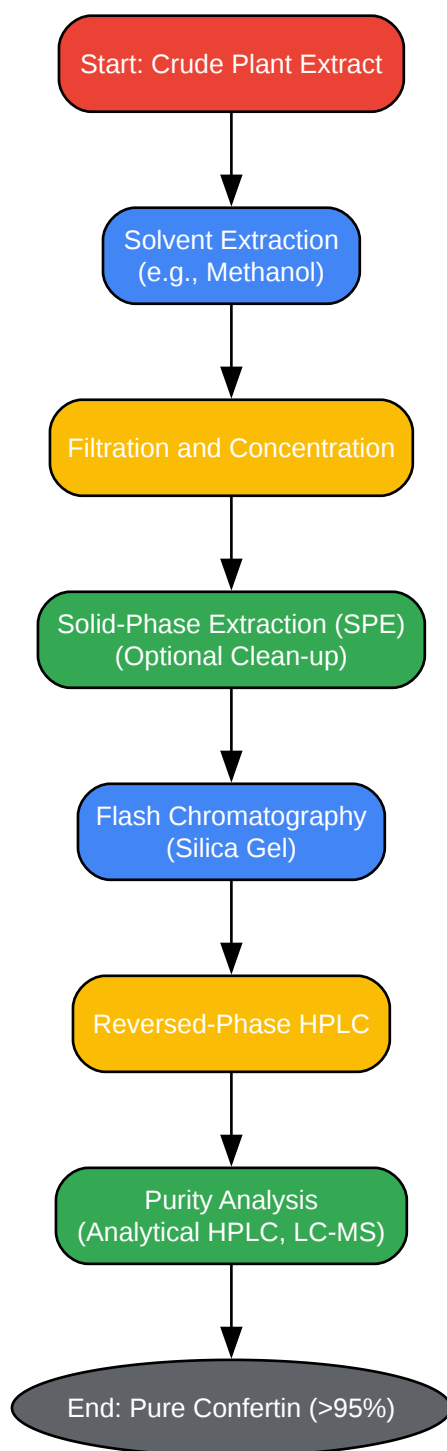 Start: Crude Plant Extract
Solvent Extraction
(e.g., Methanol)
Filtration and Concentration
Solid-Phase Extraction (SPE)
(Optional Clean-up)
Flash Chromatography
(Silica Gel)
Reversed-Phase HPLC
Purity Analysis
(Analytical HPLC, LC-MS)
End: Pure Confertin (>95%)